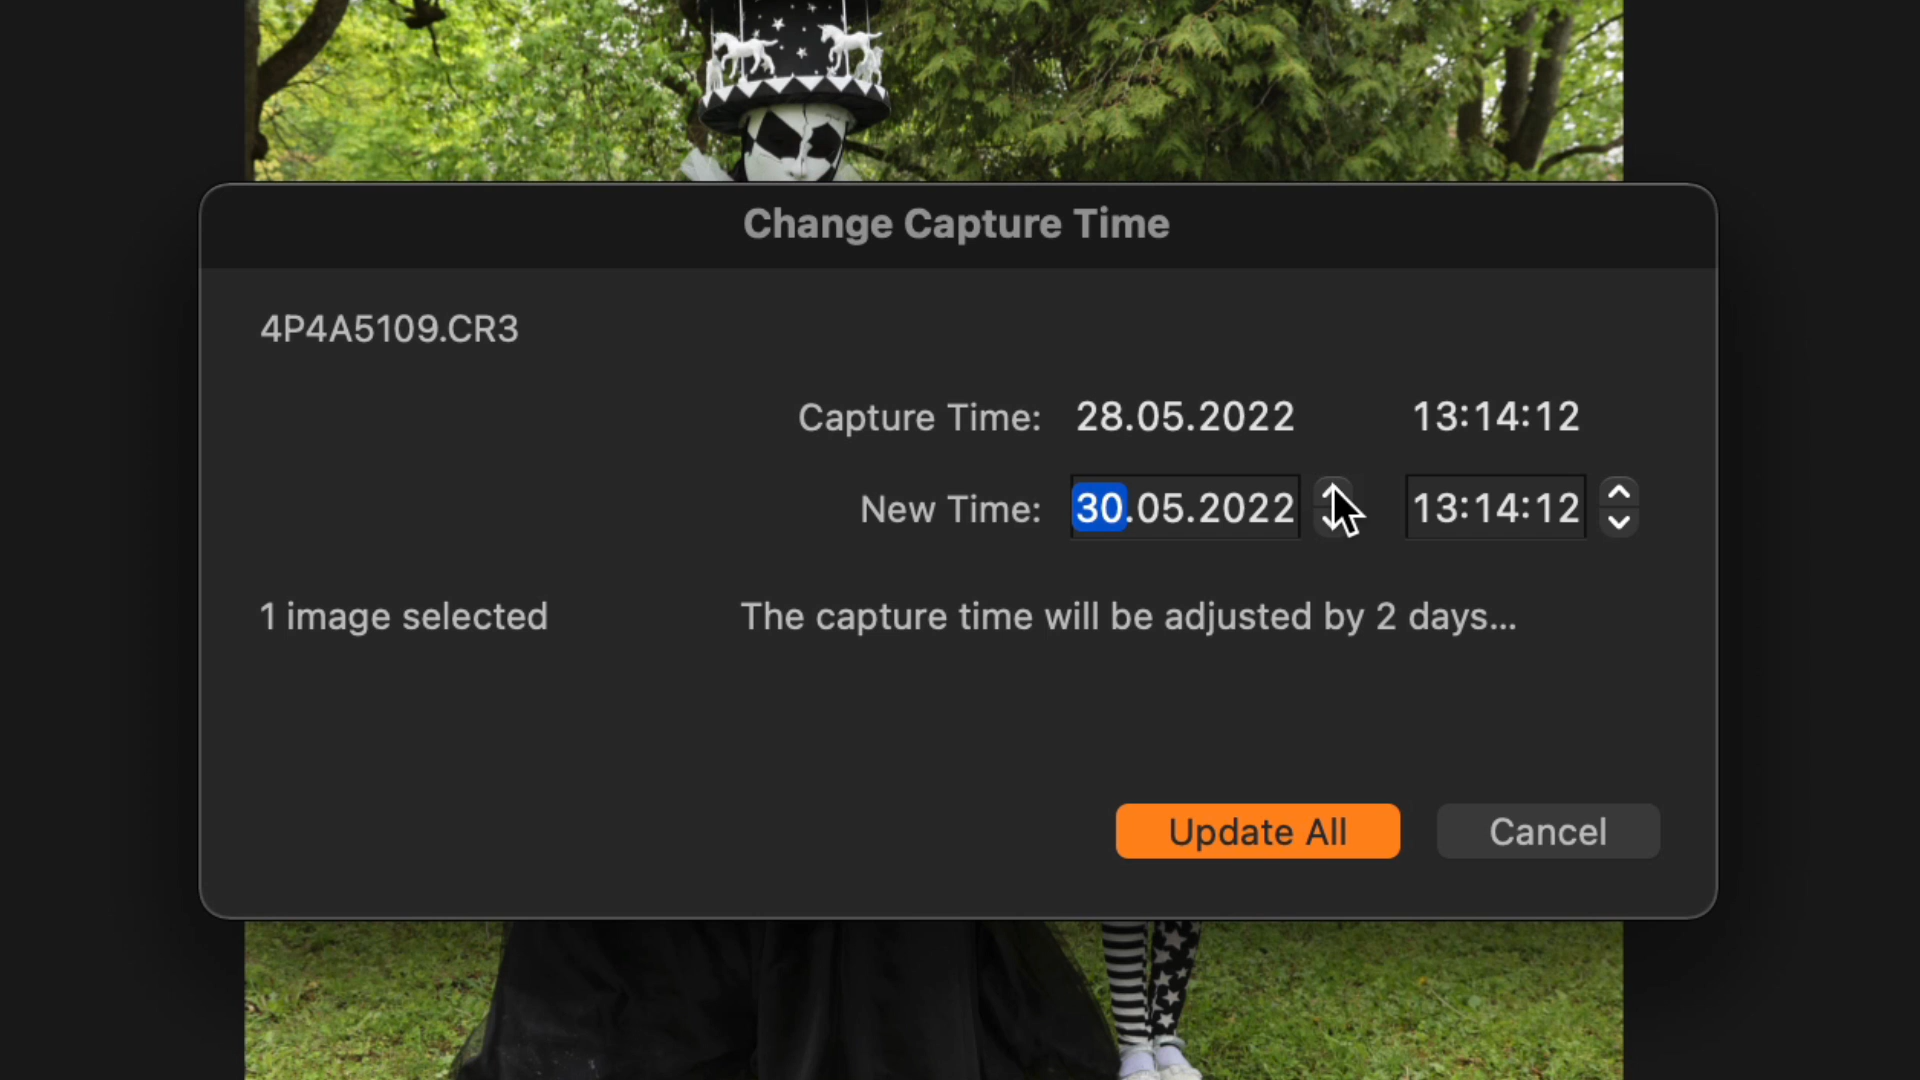 Change Capture Time
4P4A5109.CR3
Capture Time: 28.05.2022 13:14:12
New Time: 30.05.2022 13:14:12
1 image selected The capture time will be adjusted by 2 days...
Update All Cancel